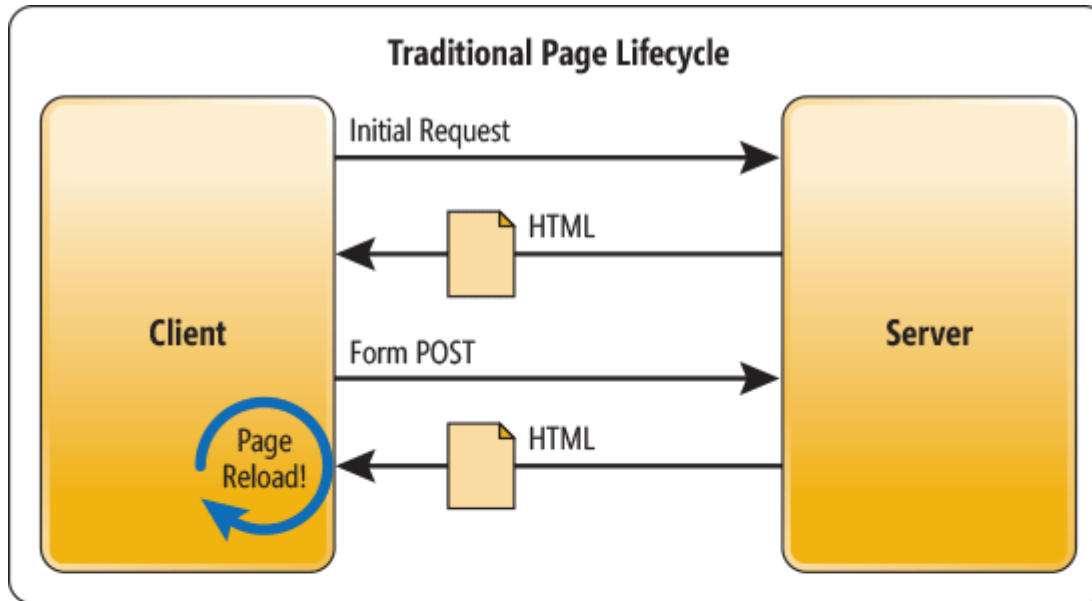 Traditional Page Lifecycle
Initial Request
HTML
Client
Server
Form POST
HTML
Page
Reload!